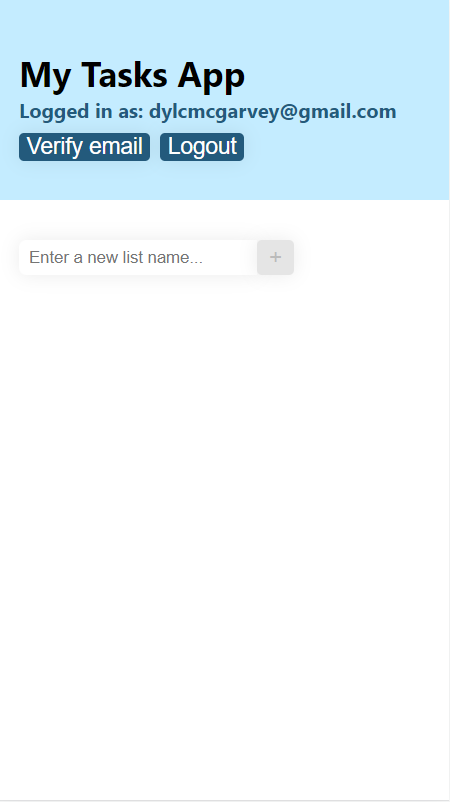 My Tasks App
Logged in as: dylcmcgarvey@gmail.com
Verify email Logout
Enter a new list name... +